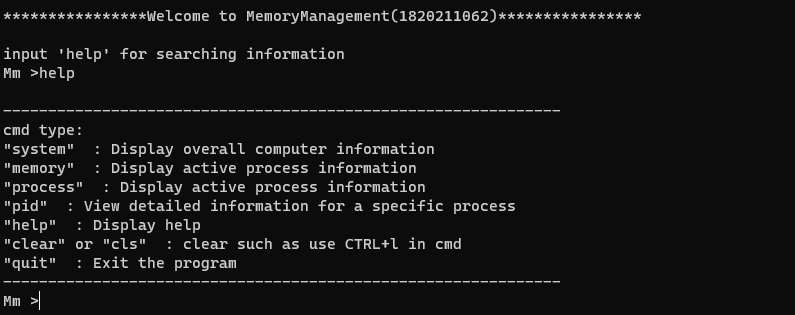 ****************Welcome to MemoryManagement(1820211062)****************
input 'help' for searching information
Mm >help
--------------------------------------------------------------
cmd type:
"system"  : Display overall computer information
"memory"  : Display active process information
"process"  : Display active process information
"pid"  : View detailed information for a specific process
"help"  : Display help
"clear" or "cls"  : clear such as use CTRL+l in cmd
"quit"  : Exit the program
--------------------------------------------------------------
Mm >